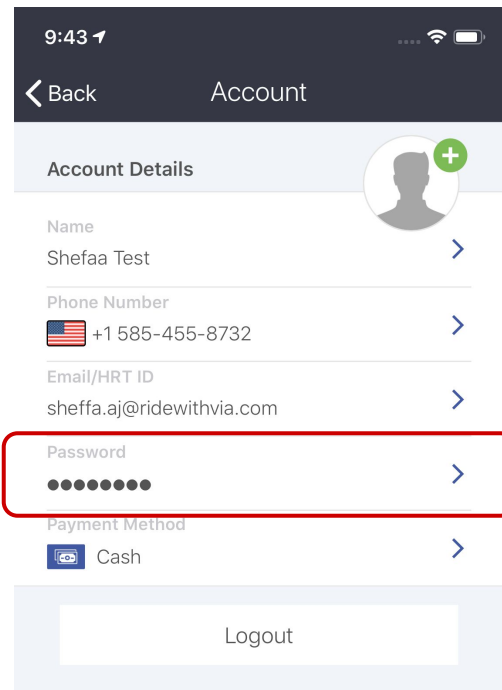 9:43
Back
Account
Account Details
Name
Shefaa Test
Phone Number
+1 585-455-8732
Email/HRT ID
sheffa.aj@ridewithvia.com
Password
●●●●●●●●
Payment Method
Cash
Logout